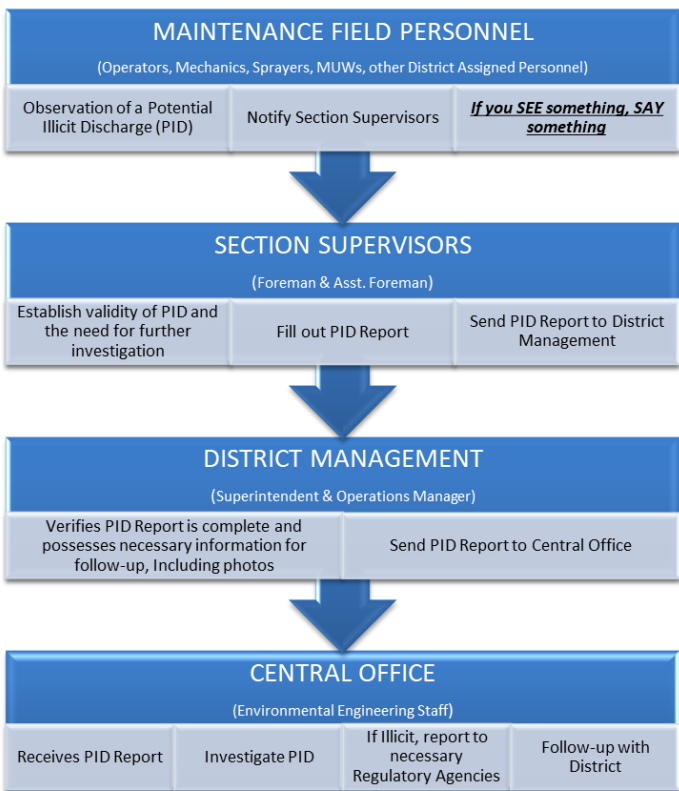 MAINTENANCE FIELD PERSONNEL
(Operators, Mechanics, Sprayers, MUWs, other District Assigned Personnel)
Observation of a Potential
Illicit Discharge (PID)
Notify Section Supervisors
If you SEE something, SAY
something
SECTION SUPERVISORS
(Foreman & Asst. Foreman)
Establish validity of PID and
the need for further
investigation
Fill out PID Report
Send PID Report to District
Management
DISTRICT MANAGEMENT
(Superintendent & Operations Manager)
Verifies PID Report is complete and
possesses necessary information for
follow-up, Including photos
Send PID Report to Central Office
CENTRAL OFFICE
(Environmental Engineering Staff)
Receives PID Report
Investigate PID
If Illicit, report to
necessary
Regulatory Agencies
Follow-up with
District